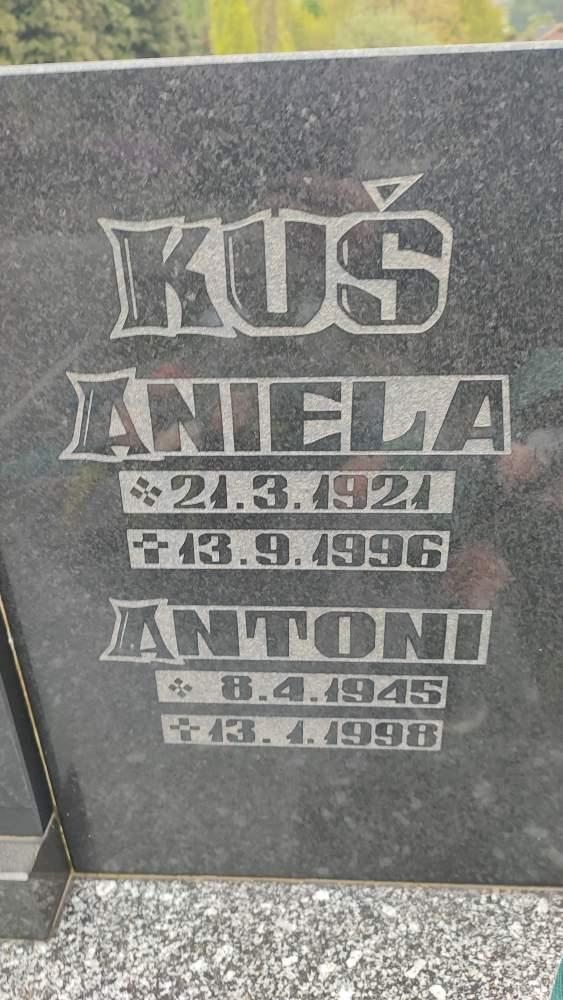 KUŚ
ANIELA
21.3.1921
✝13.9.1996
ANTONI
8.4.1945
✝13.1.1998